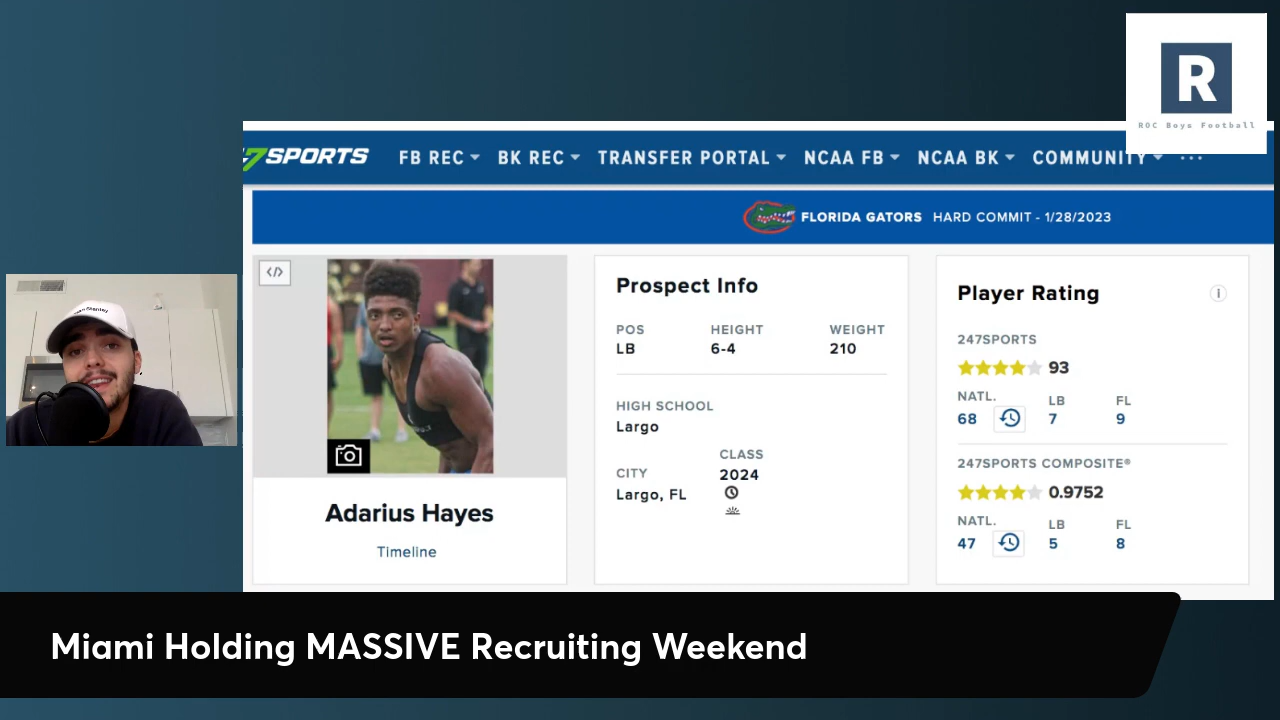 R
ROC Boys Football
7SPORTS FB REC BK REC TRANSFER PORTAL NCAA FB NCAA BK COMMUNITY ...
FLORIDA GATORS HARD COMMIT - 1/28/2023
</>
Adarius Hayes
Timeline
Prospect Info
POS HEIGHT WEIGHT
LB 6-4 210
HIGH SCHOOL
Largo
CITY CLASS
Largo, FL 2024
Player Rating i
247SPORTS
93
NATL. LB FL
68 7 9
247SPORTS COMPOSITE®
0.9752
NATL. LB FL
47 5 8
Miami Holding MASSIVE Recruiting Weekend